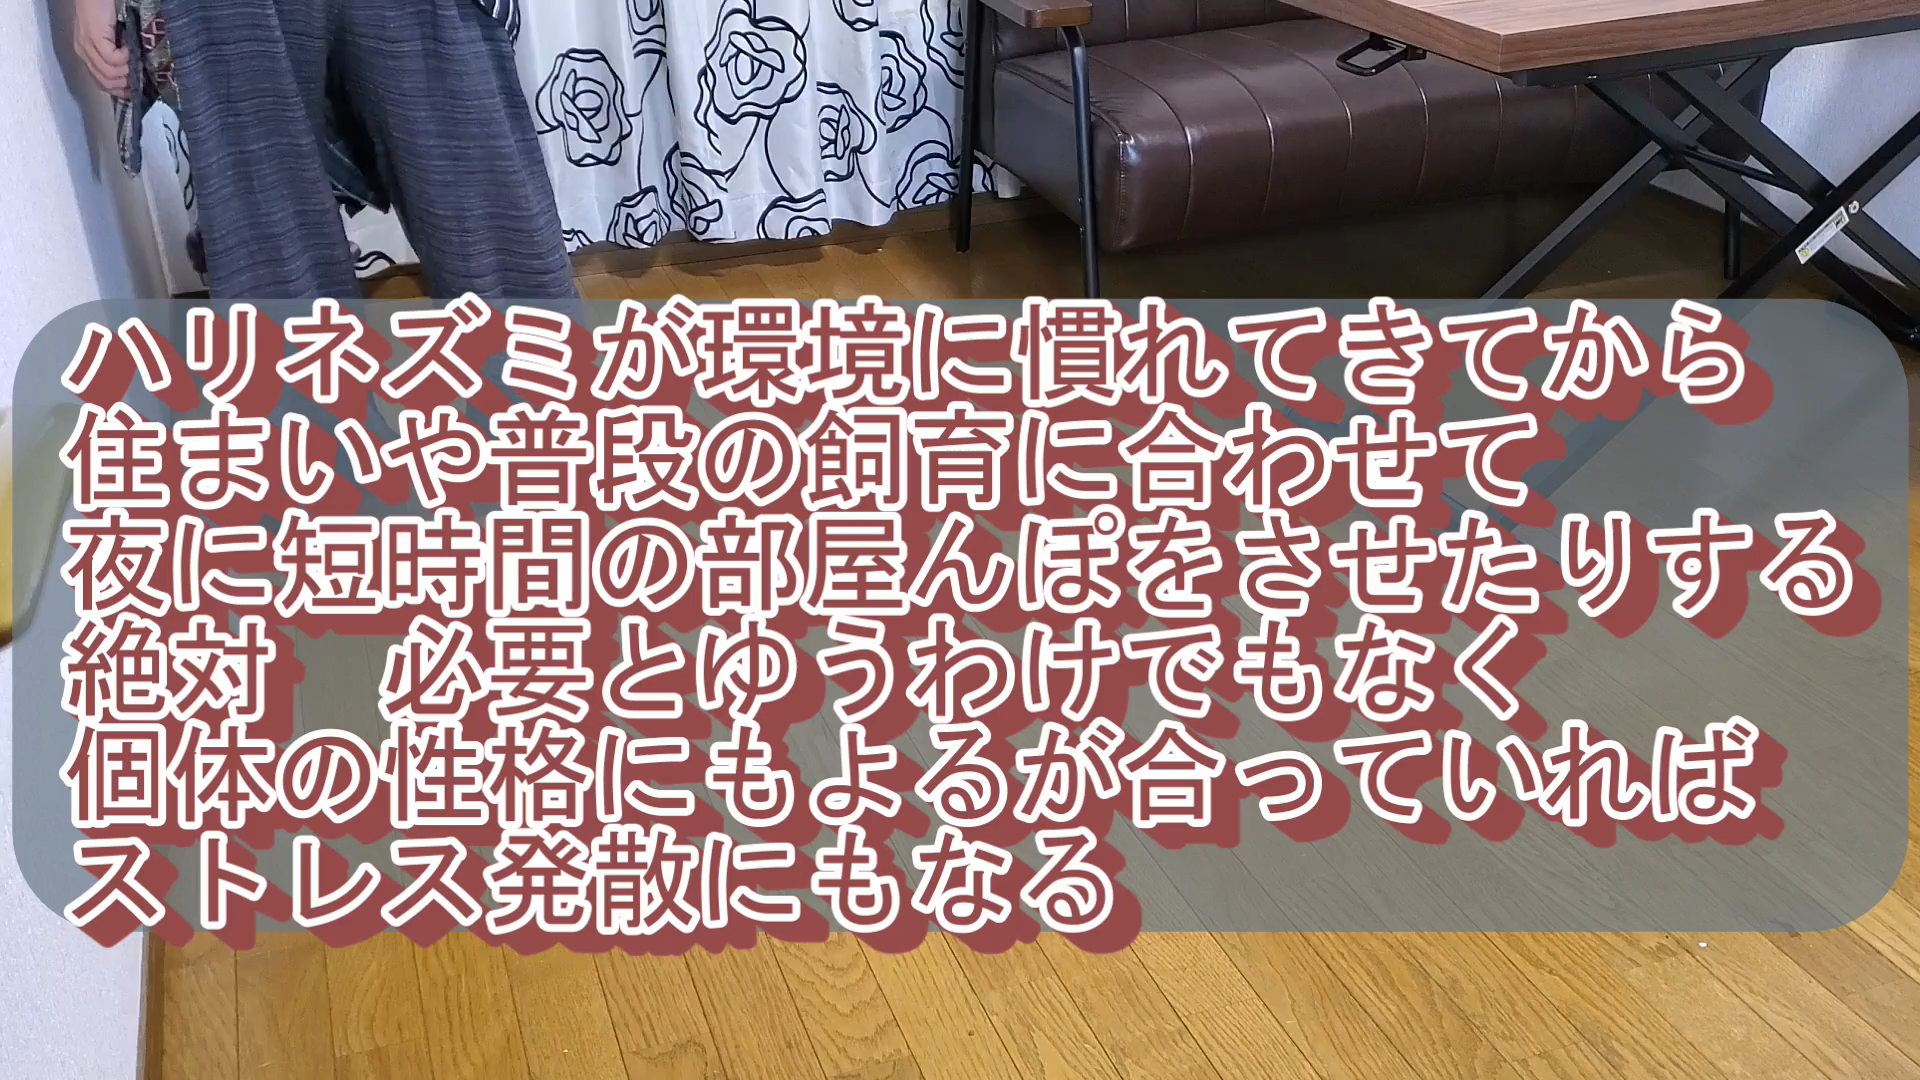 ハリネズミが環境に慣れてきてから
住まいや普段の飼育に合わせて
夜に短時間の部屋んぽをさせたりする
絶対　必要とゆうわけでもなく
個体の性格にもよるが合っていれば
ストレス発散にもなる